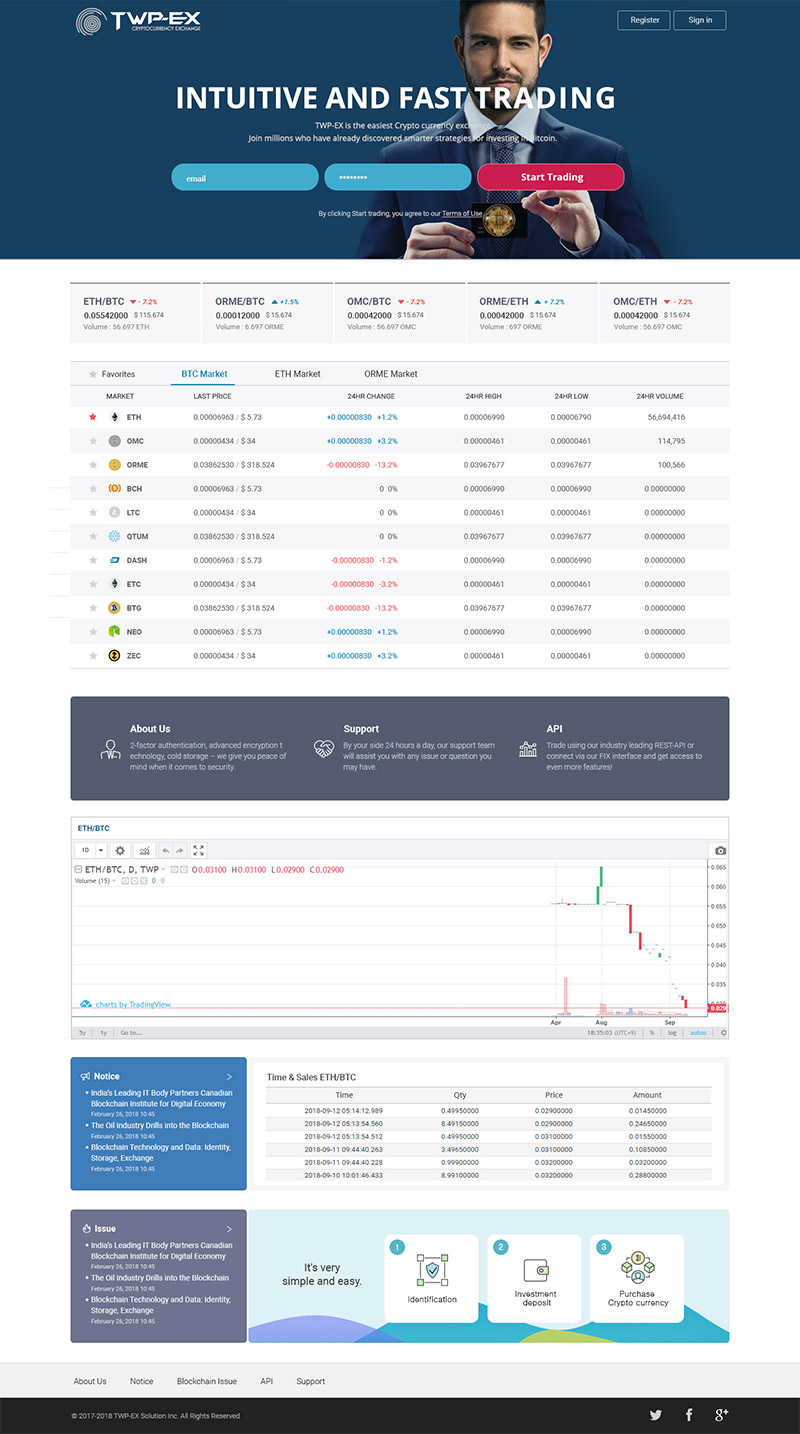 TWP-EX
CRYPTOCURRENCY EXCHANGE
Register
Sign in
INTUITIVE AND FAST TRADING
TWP-EX is the easiest Crypto currency exchange.
Join millions who have already discovered smarter strategies for investing in Bitcoin.
email
********
Start Trading
By clicking Start trading, you agree to our Terms of Use
ETH/BTC - 7.2%
0.05542000 $ 115.674
Volume : 56.697 ETH
ORME/BTC +1.5%
0.00012000 $ 15.674
Volume : 6.697 ORME
OMC/BTC - 7.2%
0.00042000 $ 15.674
Volume : 56.697 OMC
ORME/ETH + 7.2%
0.00042000 $ 15.674
Volume : 697 ORME
OMC/ETH - 7.2%
0.00042000 $ 15.674
Volume : 56.697 OMC
Favorites BTC Market ETH Market ORME Market
MARKET LAST PRICE 24HR CHANGE 24HR HIGH 24HR LOW 24HR VOLUME
ETH 0.00006963 / $ 5.73 +0.00000830 +1.2% 0.00006990 0.00006790 56,694,416
OMC 0.00000434 / $ 34 +0.00000830 +3.2% 0.00000461 0.00000461 114,795
ORME 0.03862530 / $ 318.524 -0.00000830 -13.2% 0.03967677 0.03967677 100,566
BCH 0.00006963 / $ 5.73 0 0% 0.00006990 0.00006990 0.00000000
LTC 0.00000434 / $ 34 0 0% 0.00000461 0.00000461 0.00000000
QTUM 0.03862530 / $ 318.524 0 0% 0.03967677 0.03967677 0.00000000
DASH 0.00006963 / $ 5.73 -0.00000830 -1.2% 0.00006990 0.00006990 0.00000000
ETC 0.00000434 / $ 34 -0.00000830 -3.2% 0.00000461 0.00000461 0.00000000
BTG 0.03862530 / $ 318.524 -0.00000830 -13.2% 0.03967677 0.03967677 0.00000000
NEO 0.00006963 / $ 5.73 +0.00000830 +1.2% 0.00006990 0.00006990 0.00000000
ZEC 0.00000434 / $ 34 +0.00000830 +3.2% 0.00000461 0.00000461 0.00000000
About Us
2-factor authentication, advanced encryption t
echnology, cold storage – we give you peace of
mind when it comes to security.
Support
By your side 24 hours a day, our support team
will assist you with any issue or question you
may have.
API
Trade using our industry leading REST-API or
connect via our FIX interface and get access to
even more features!
ETH/BTC
1D
ETH/BTC, D, TWP O0.03100 H0.03100 L0.02900 C0.02900
Volume (15) 0 0
0.065
0.060
0.055
0.050
0.045
0.040
0.035
0.030
0.029
charts by TradingView
Apr Aug Sep
5y 1y Go to... 18:35:03 (UTC+9) % log auto
Notice
India's Leading IT Body Partners Canadian
Blockchain Institute for Digital Economy
February 26, 2018 10:45
The Oil Industry Drills into the Blockchain
February 26, 2018 10:45
Blockchain Technology and Data: Identity,
Storage, Exchange
February 26, 2018 10:45
Time & Sales ETH/BTC
Time Qty Price Amount
2018-09-12 05:14:12.989 0.49950000 0.02900000 0.01450000
2018-09-12 05:13:54.560 8.49150000 0.02900000 0.24650000
2018-09-12 05:13:54.512 0.49950000 0.03100000 0.01550000
2018-09-11 09:44:40.263 3.49650000 0.03100000 0.10850000
2018-09-11 09:44:40.228 0.99900000 0.03200000 0.03200000
2018-09-10 10:01:46.433 8.99100000 0.03200000 0.28800000
Issue
India's Leading IT Body Partners Canadian
Blockchain Institute for Digital Economy
February 26, 2018 10:45
The Oil Industry Drills into the Blockchain
February 26, 2018 10:45
Blockchain Technology and Data: Identity,
Storage, Exchange
February 26, 2018 10:45
It's very
simple and easy.
1
Identification
2
Investment
deposit
3
Purchase
Crypto currency
About Us Notice Blockchain Issue API Support
© 2017-2018 TWP-EX Solution Inc. All Rights Reserved